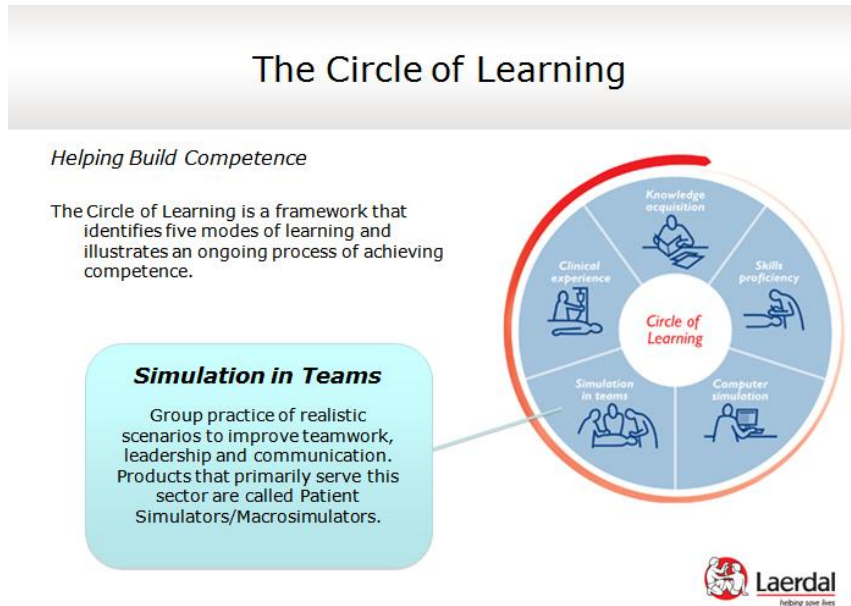 The Circle of Learning
Helping Build Competence
The Circle of Learning is a framework that
identifies five modes of learning and
illustrates an ongoing process of achieving
competence.
Simulation in Teams
Group practice of realistic
scenarios to improve teamwork,
leadership and communication.
Products that primarily serve this
sector are called Patient
Simulators/Macrosimulators.
Knowledge
acquisition
Skills
proficiency
Computer
simulation
Simulation
in teams
Clinical
experience
Circle of
Learning
Laerdal
helping save lives